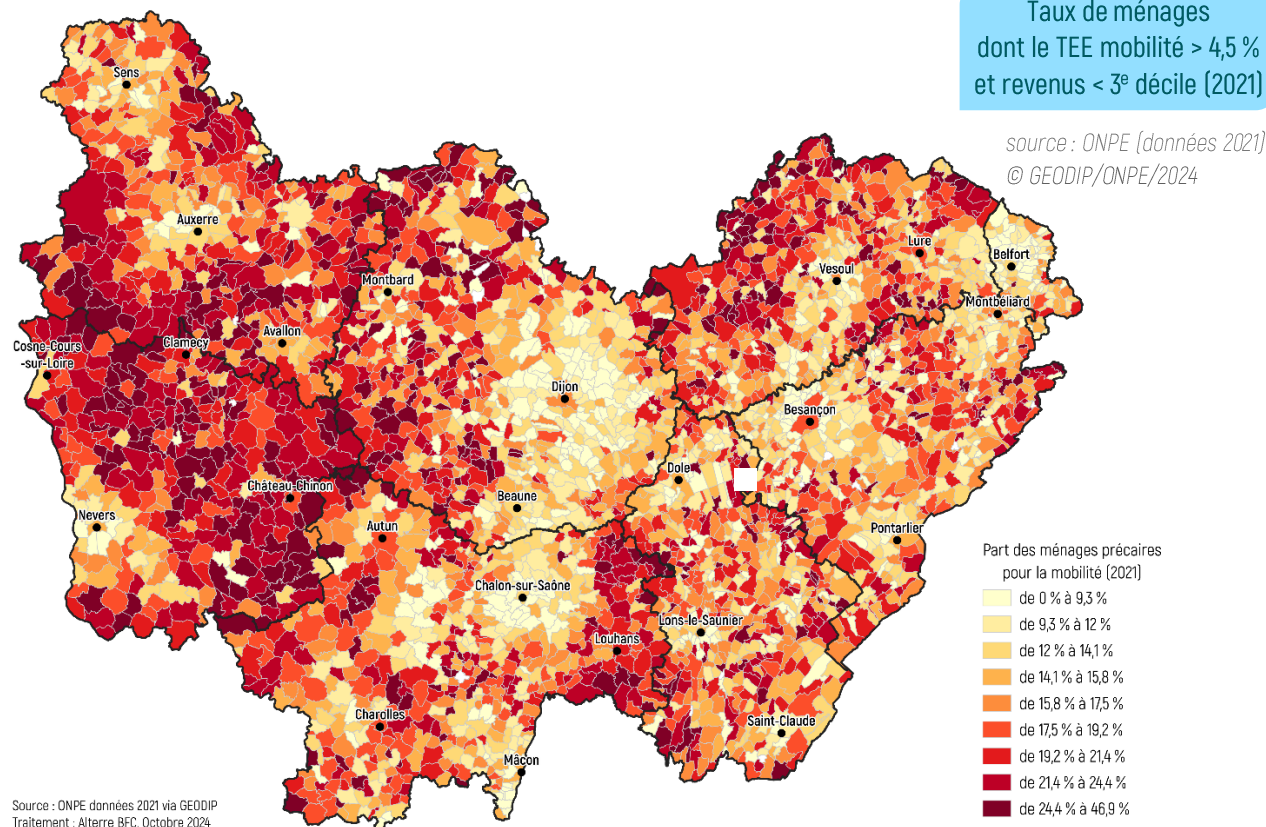 Taux de ménages
dont le TEE mobilité > 4,5 %
et revenus < 3e décile (2021)
source : ONPE (données 2021)
© GEODIP/ONPE/2024
Sens
Auxerre
Montbard
Lure
Belfort
Vesoul
Montbéliard
Clamecy
Avallon
Cosne-Cours
-sur-Loire
Dijon
Besançon
Dole
Château-Chinon
Beaune
Nevers
Autun
Pontarlier
Chalon-sur-Saône
Lons-le-Saunier
Louhans
Charolles
Saint-Claude
Mâcon
Part des ménages précaires
pour la mobilité (2021)
de 0 % à 9,3 %
de 9,3 % à 12 %
de 12 % à 14,1 %
de 14,1 % à 15,8 %
de 15,8 % à 17,5 %
de 17,5 % à 19,2 %
de 19,2 % à 21,4 %
de 21,4 % à 24,4 %
de 24,4 % à 46,9 %
Source : ONPE données 2021 via GEODIP
Traitement : Alterre BFC, Octobre 2024